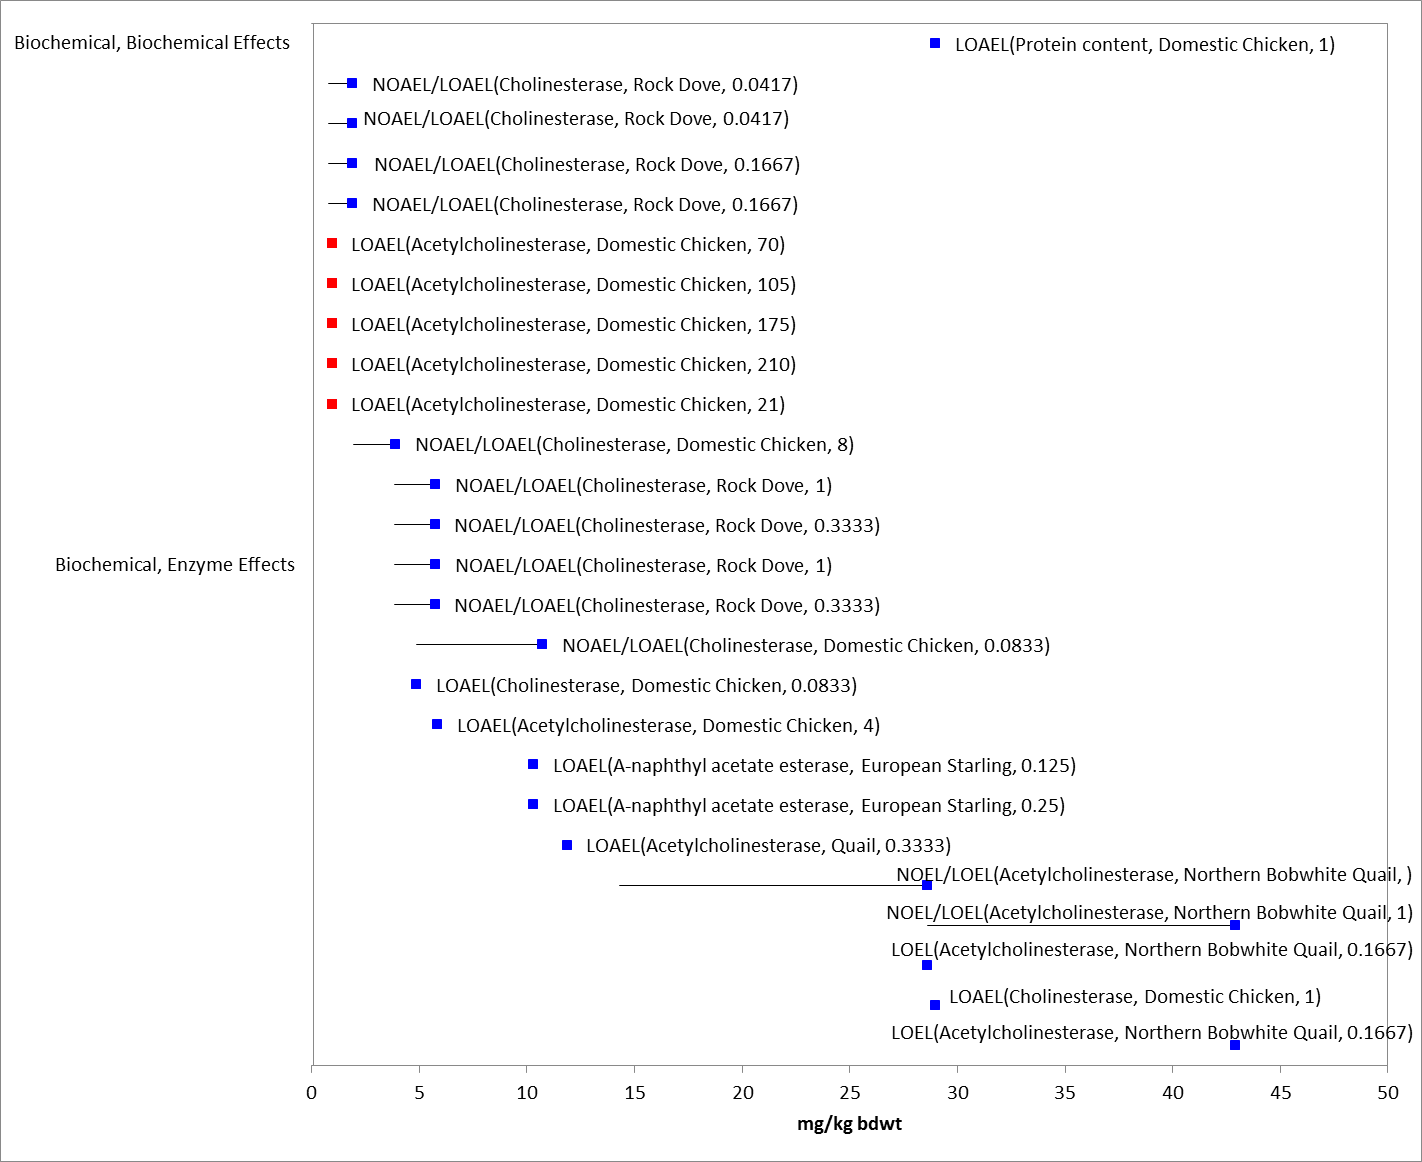 Biochemical, Biochemical Effects
LOAEL(Protein content, Domestic Chicken, 1)
NOAEL/LOAEL(Cholinesterase, Rock Dove, 0.0417)
NOAEL/LOAEL(Cholinesterase, Rock Dove, 0.0417)
NOAEL/LOAEL(Cholinesterase, Rock Dove, 0.1667)
NOAEL/LOAEL(Cholinesterase, Rock Dove, 0.1667)
LOAEL(Acetylcholinesterase, Domestic Chicken, 70)
LOAEL(Acetylcholinesterase, Domestic Chicken, 105)
LOAEL(Acetylcholinesterase, Domestic Chicken, 175)
LOAEL(Acetylcholinesterase, Domestic Chicken, 210)
LOAEL(Acetylcholinesterase, Domestic Chicken, 21)
NOAEL/LOAEL(Cholinesterase, Domestic Chicken, 8)
NOAEL/LOAEL(Cholinesterase, Rock Dove, 1)
NOAEL/LOAEL(Cholinesterase, Rock Dove, 0.3333)
Biochemical, Enzyme Effects
NOAEL/LOAEL(Cholinesterase, Rock Dove, 1)
NOAEL/LOAEL(Cholinesterase, Rock Dove, 0.3333)
NOAEL/LOAEL(Cholinesterase, Domestic Chicken, 0.0833)
LOAEL(Cholinesterase, Domestic Chicken, 0.0833)
LOAEL(Acetylcholinesterase, Domestic Chicken, 4)
LOAEL(A-naphthyl acetate esterase, European Starling, 0.125)
LOAEL(A-naphthyl acetate esterase, European Starling, 0.25)
LOAEL(Acetylcholinesterase, Quail, 0.3333)
NOEL/LOEL(Acetylcholinesterase, Northern Bobwhite Quail, )
NOEL/LOEL(Acetylcholinesterase, Northern Bobwhite Quail, 1)
LOEL(Acetylcholinesterase, Northern Bobwhite Quail, 0.1667)
LOAEL(Cholinesterase, Domestic Chicken, 1)
LOEL(Acetylcholinesterase, Northern Bobwhite Quail, 0.1667)
0 5 10 15 20 25 30 35 40 45 50
mg/kg bdwt